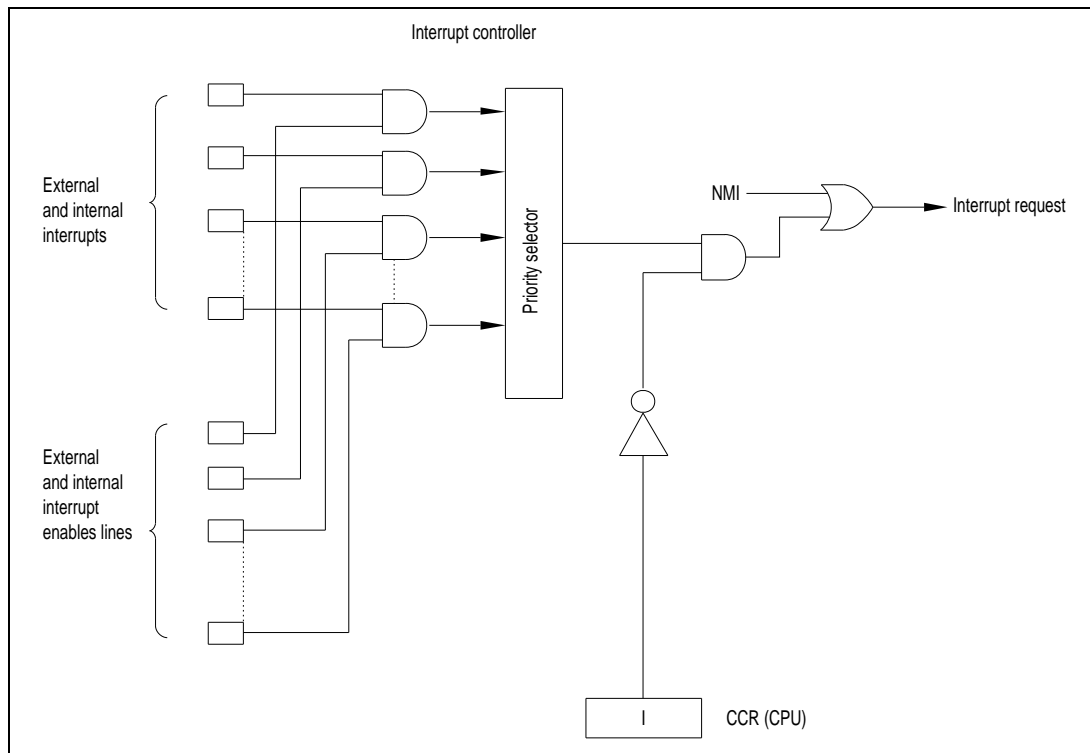 Interrupt controller
External
and internal
interrupts
Priority selector
NMI
Interrupt request
External
and internal
interrupt
enables lines
I
CCR (CPU)